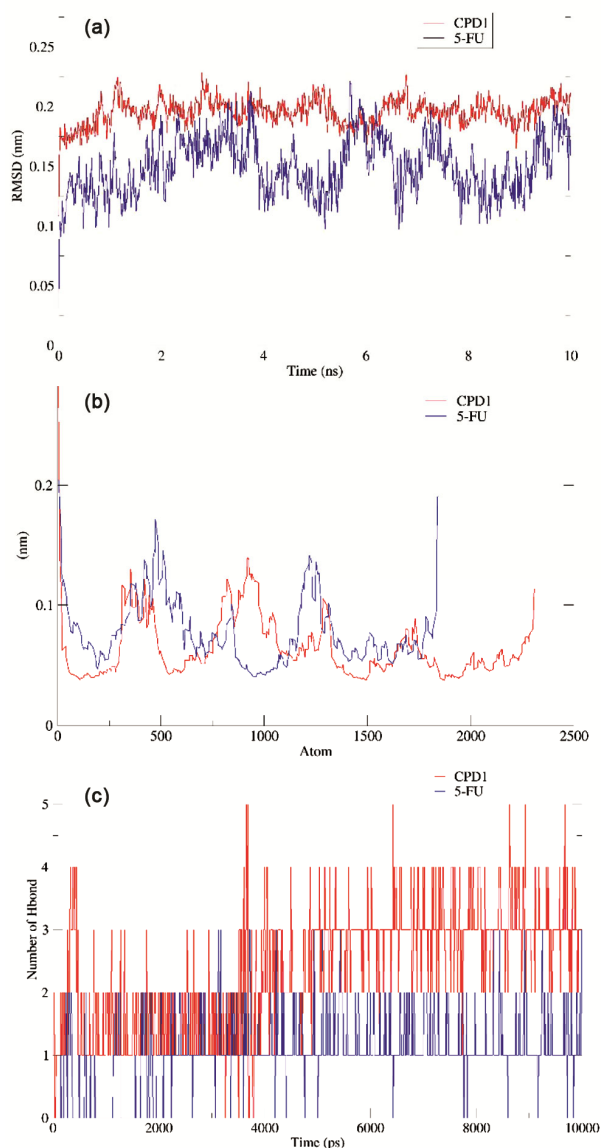 (a)
CPD1
5-FU
0.25
0.2
0.15
0.1
0.05
0
RMSD (nm)
0 2 4 6 8 10
Time (ns)
(b)
CPD1
5-FU
0.2
0.1
0
(nm)
0 500 1000 1500 2000 2500
Atom
(c)
CPD1
5-FU
5
4
3
2
1
0
Number of Hbond
0 2000 4000 6000 8000 10000
Time (ps)